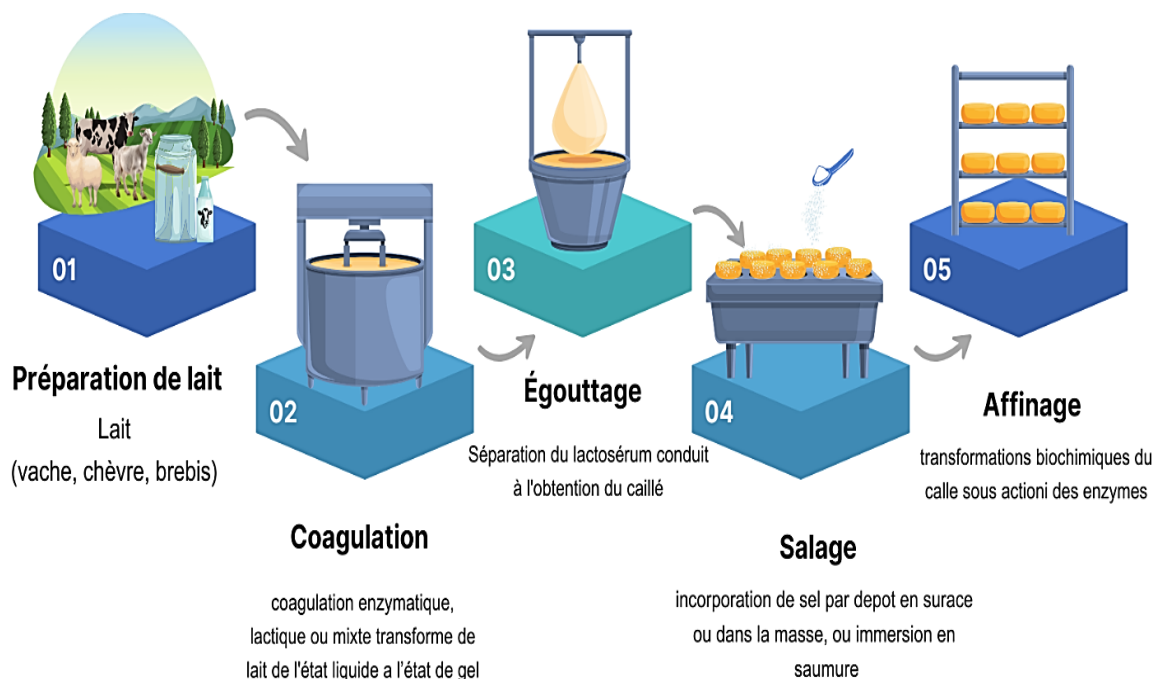 01
Préparation de lait
Lait
(vache, chèvre, brebis)
02
Coagulation
coagulation enzymatique,
lactique ou mixte transforme de
lait de l'état liquide a l'état de gel
03
Égouttage
Séparation du lactosérum conduit
à l'obtention du caillé
04
Salage
incorporation de sel par depot en surace
ou dans la masse, ou immersion en
saumure
05
Affinage
transformations biochimiques du
calle sous actioni des enzymes